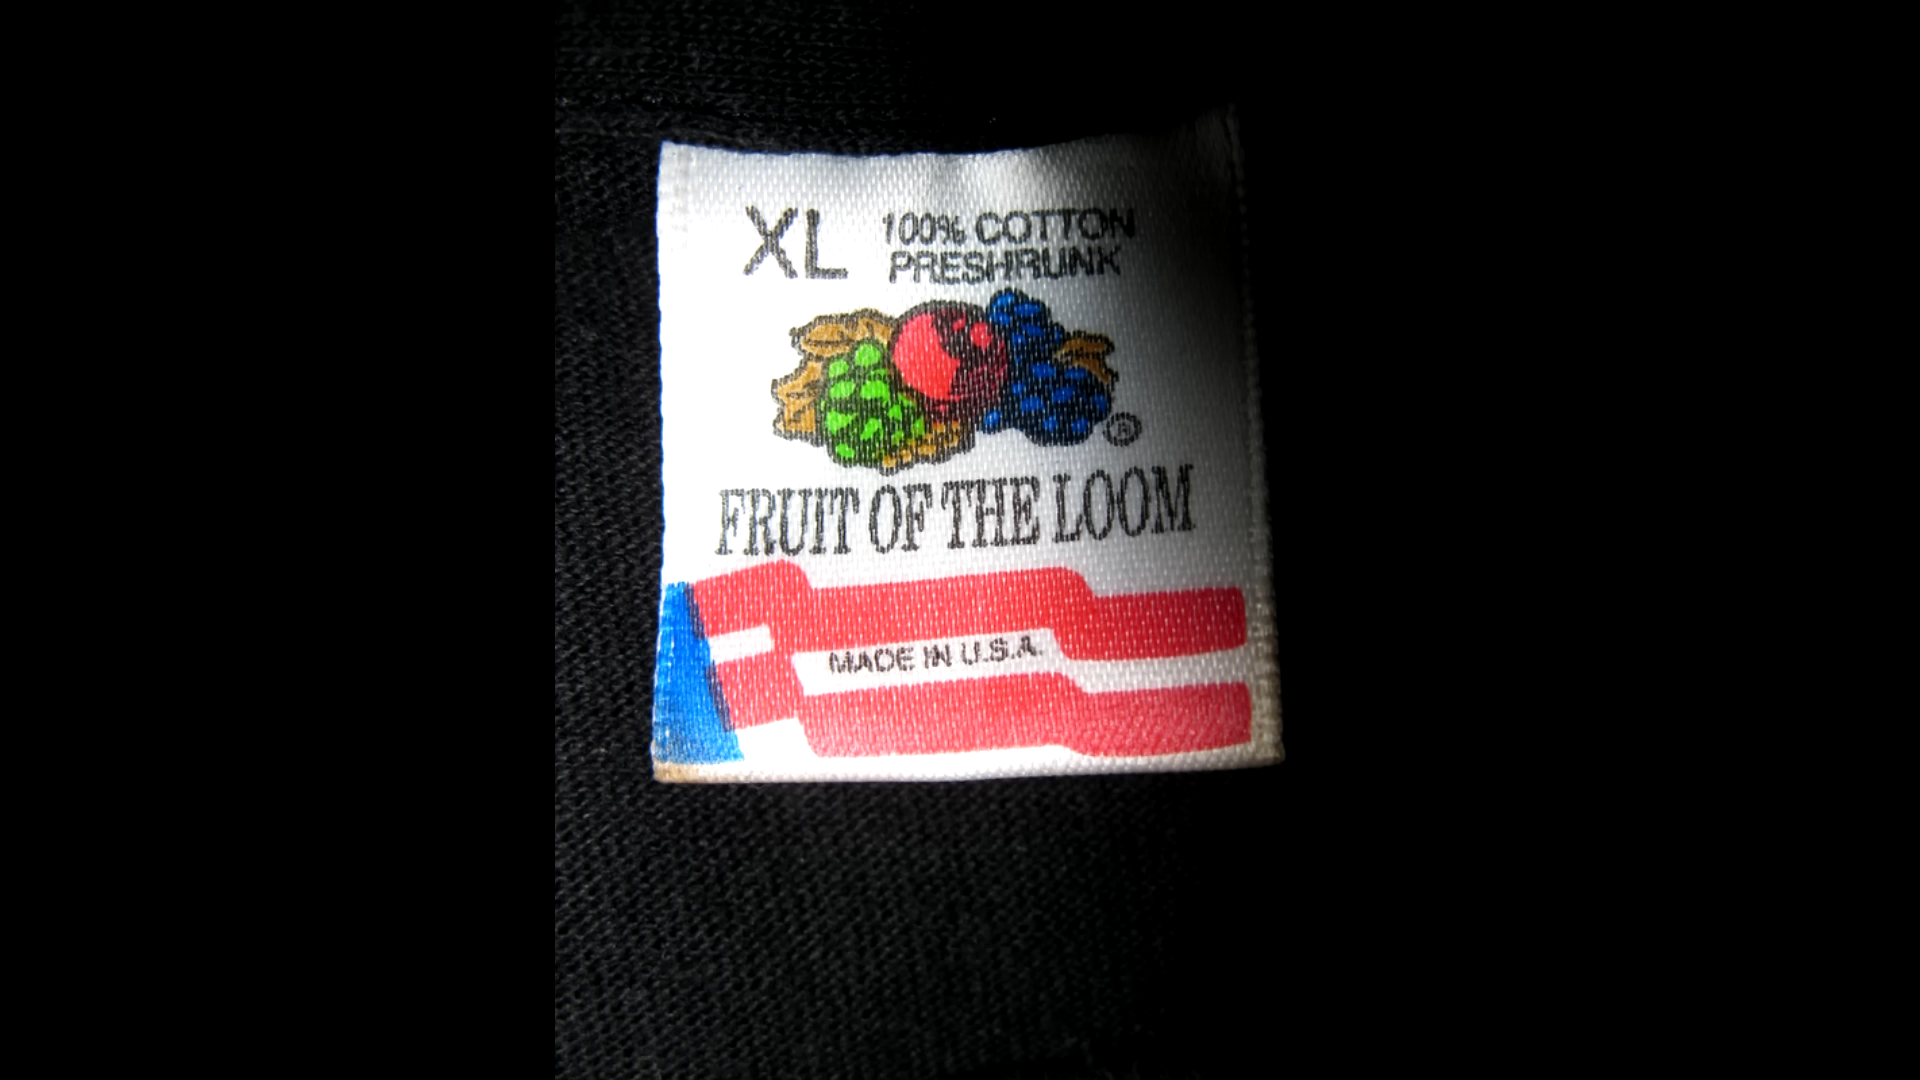 XL 100% COTTON
PRESHRUNK
®
FRUIT OF THE LOOM
MADE IN U.S.A.